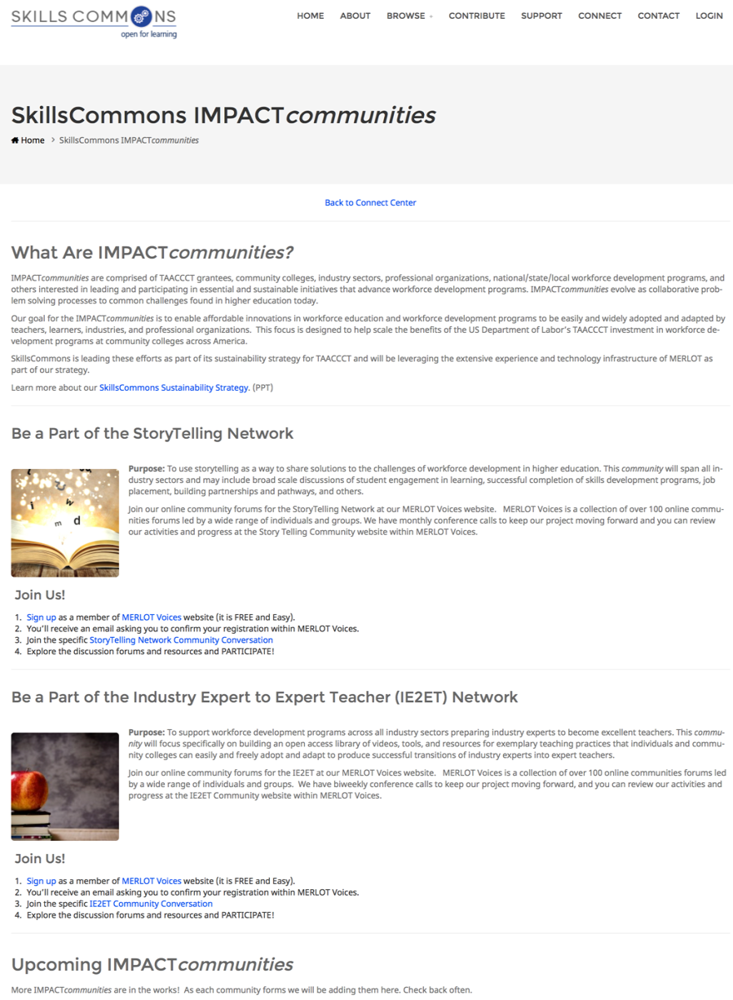 SKILLS COMMONS
open for learning
HOME ABOUT BROWSE CONTRIBUTE SUPPORT CONNECT CONTACT LOGIN
SkillsCommons IMPACTcommunities
Home > SkillsCommons IMPACTcommunities
Back to Connect Center
What Are IMPACTcommunities?
IMPACTcommunities are comprised of TAACCCT grantees, community colleges, industry sectors, professional organizations, national/state/local workforce development programs, and
others interested in leading and participating in essential and sustainable initiatives that advance workforce development programs. IMPACTcommunities evolve as collaborative prob-
lem solving processes to common challenges found in higher education today.
Our goal for the IMPACTcommunities is to enable affordable innovations in workforce education and workforce development programs to be easily and widely adopted and adapted by
teachers, learners, industries, and professional organizations. This focus is designed to help scale the benefits of the US Department of Labor's TAACCCT investment in workforce de-
velopment programs at community colleges across America.
SkillsCommons is leading these efforts as part of its sustainability strategy for TAACCCT and will be leveraging the extensive experience and technology infrastructure of MERLOT as
part of our strategy.
Learn more about our SkillsCommons Sustainability Strategy. (PPT)
Be a Part of the StoryTelling Network
Purpose: To use storytelling as a way to share solutions to the challenges of workforce development in higher education. This community will span all in-
dustry sectors and may include broad scale discussions of student engagement in learning, successful completion of skills development programs, job
placement, building partnerships and pathways, and others.
Join our online community forums for the StoryTelling Network at our MERLOT Voices website. MERLOT Voices is a collection of over 100 online commu-
nities forums led by a wide range of individuals and groups. We have monthly conference calls to keep our project moving forward and you can review
our activities and progress at the Story Telling Community website within MERLOT Voices.
i w
m d
Join Us!
1. Sign up as a member of MERLOT Voices website (it is FREE and Easy).
2. You'll receive an email asking you to confirm your registration within MERLOT Voices.
3. Join the specific StoryTelling Network Community Conversation
4. Explore the discussion forums and resources and PARTICIPATE!
Be a Part of the Industry Expert to Expert Teacher (IE2ET) Network
Purpose: To support workforce development programs across all industry sectors preparing industry experts to become excellent teachers. This commu-
nity will focus specifically on building an open access library of videos, tools, and resources for exemplary teaching practices that individuals and commu-
nity colleges can easily and freely adopt and adapt to produce successful transitions of industry experts into expert teachers.
Join our online community forums for the IE2ET at our MERLOT Voices website. MERLOT Voices is a collection of over 100 online communities forums led
by a wide range of individuals and groups. We have biweekly conference calls to keep our project moving forward, and you can review our activities and
progress at the IE2ET Community website within MERLOT Voices.
Join Us!
1. Sign up as a member of MERLOT Voices website (it is FREE and Easy).
2. You'll receive an email asking you to confirm your registration within MERLOT Voices.
3. Join the specific IE2ET Community Conversation
4. Explore the discussion forums and resources and PARTICIPATE!
Upcoming IMPACTcommunities
More IMPACTcommunities are in the works! As each community forms we will be adding them here. Check back often.